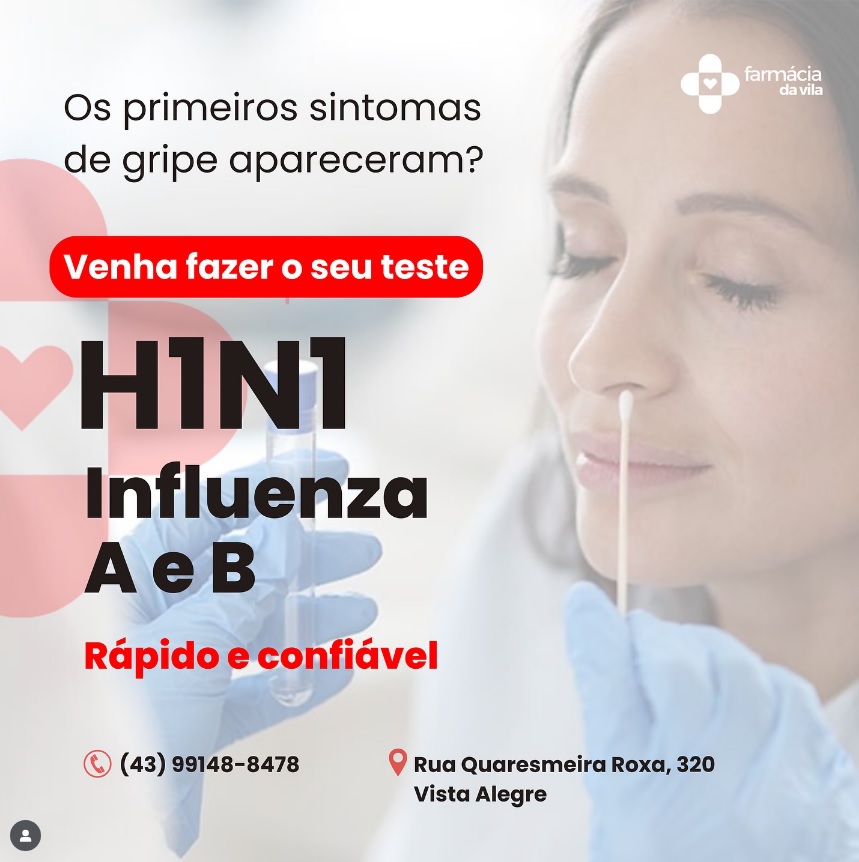 farmácia
da vila
Os primeiros sintomas
de gripe apareceram?
Venha fazer o seu teste
H1N1
Influenza
A e B
Rápido e confiável
(43) 99148-8478
Rua Quaresmeira Roxa, 320
Vista Alegre